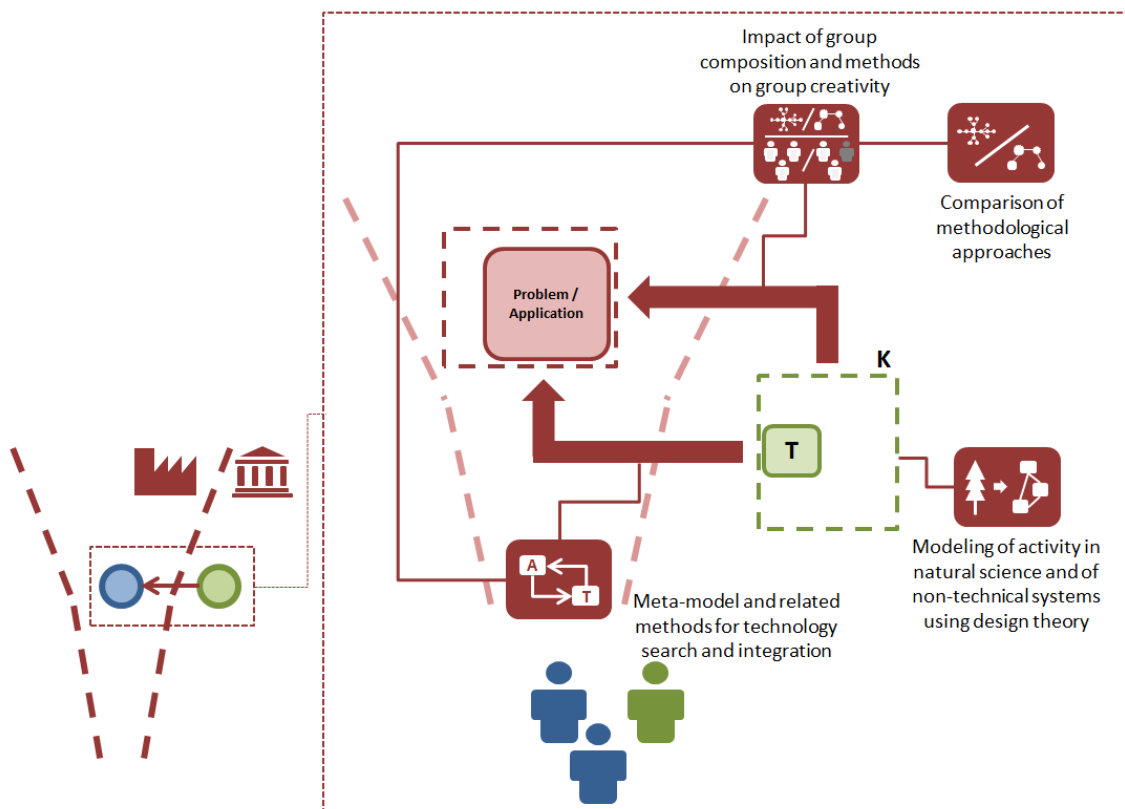 Impact of group
composition and methods
on group creativity
Comparison of
methodological
approaches
Problem /
Application
K
T
A
T
Modeling of activity in
natural science and of
non-technical systems
using design theory
Meta-model and related
methods for technology
search and integration